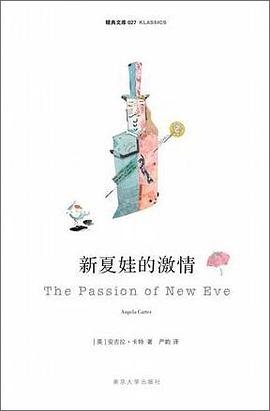 精典文库 027 KLASSICS
新夏娃的激情
The Passion of New Eve
Angela Carter
[英] 安吉拉·卡特 著 严韵 译
南京大学出版社